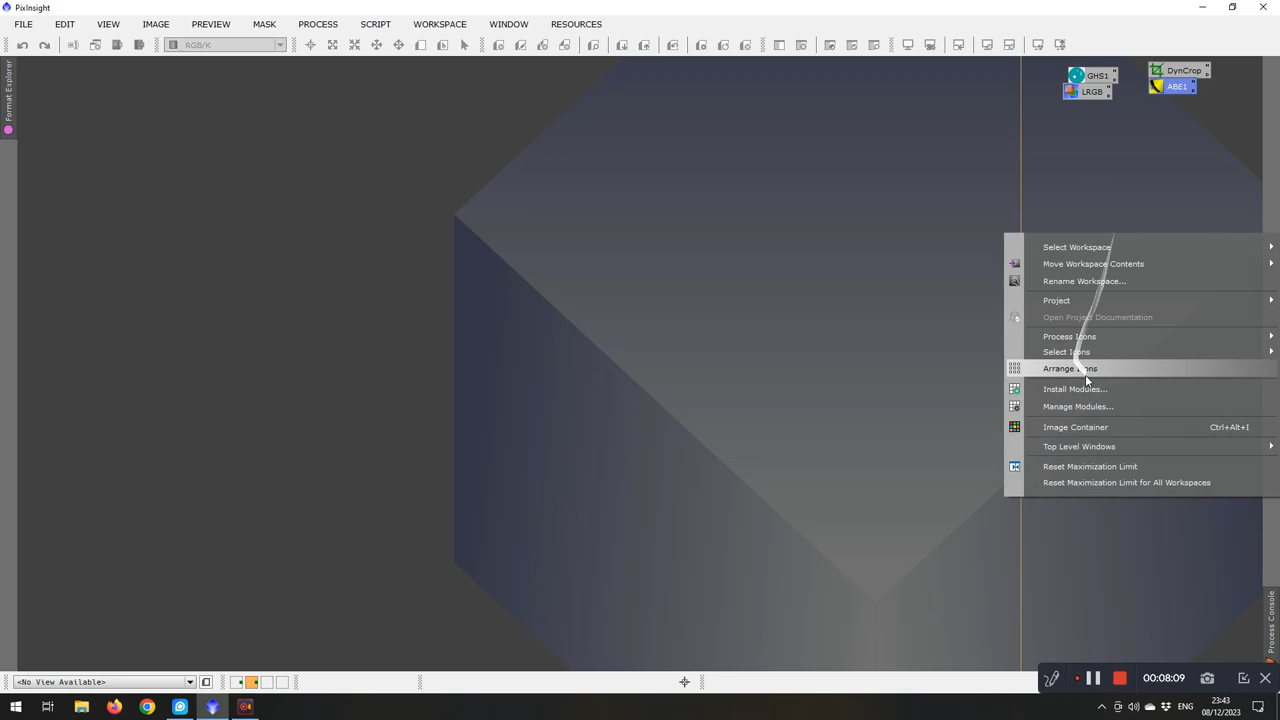 PixInsight
FILE EDIT VIEW IMAGE PREVIEW MASK PROCESS SCRIPT WORKSPACE WINDOW RESOURCES
RGB/K
Format Explorer
GHS1
DynCrop
LRGB
ABE1
Select Workspace
Move Workspace Contents
Rename Workspace...
Project
Open Project Documentation
Process Icons
Select Icons
Arrange Icons
Install Modules...
Manage Modules...
Image Container Ctrl+Alt+I
Top Level Windows
Reset Maximization Limit
Reset Maximization Limit for All Workspaces
Process Console
<No View Available>
00:08:09
ENG
23:43
08/12/2023